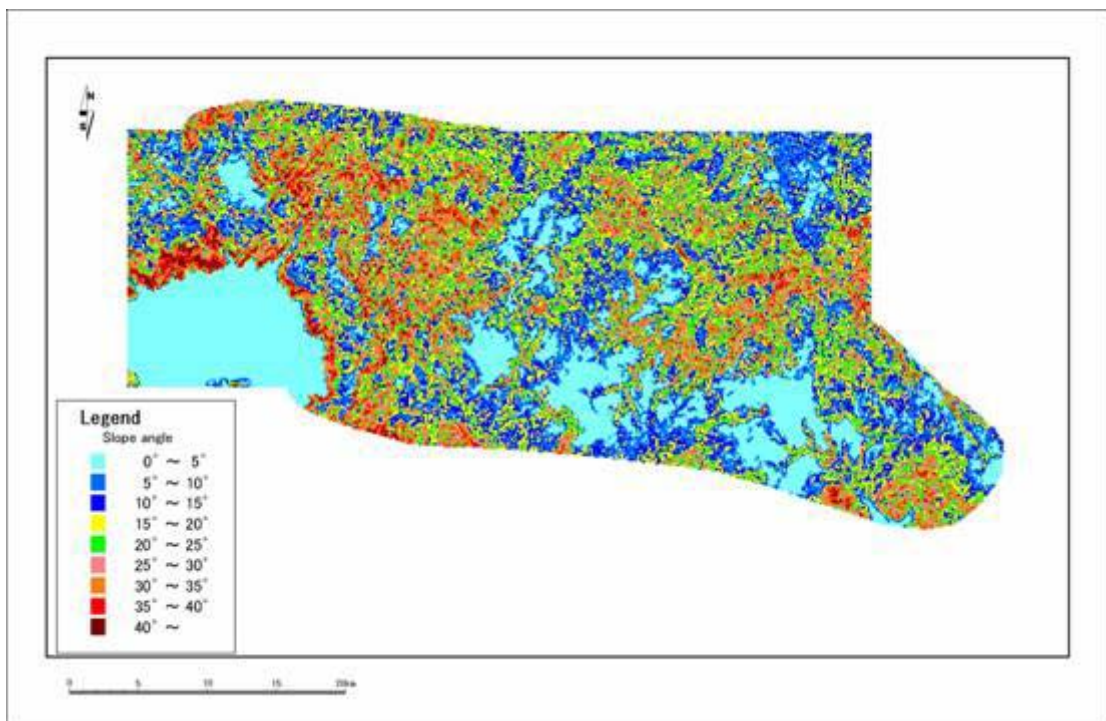 N
S
Legend
Slope angle
0° ～ 5°
5° ～ 10°
10° ～ 15°
15° ～ 20°
20° ～ 25°
25° ～ 30°
30° ～ 35°
35° ～ 40°
40° ～
0 5 10 15 20km